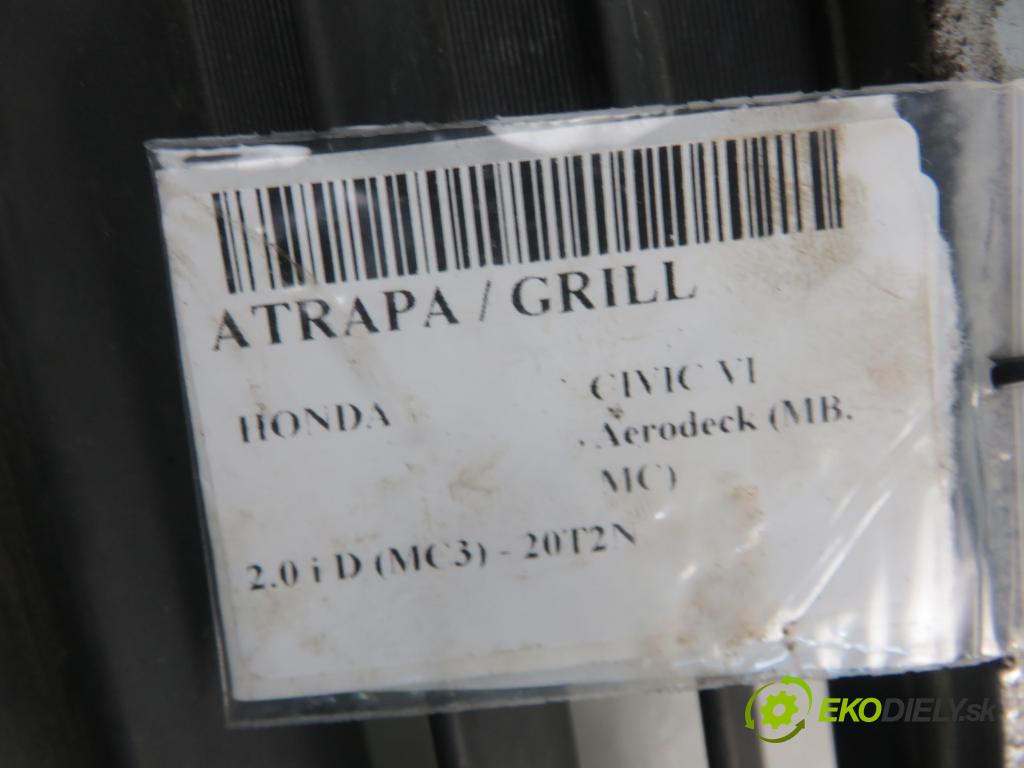 ATRAPA / GRILL
HONDA
CIVIC VI
Aerodeck (MB.
MC)
2.0 i D (MC3) - 20T2N
EKODIELY.sk